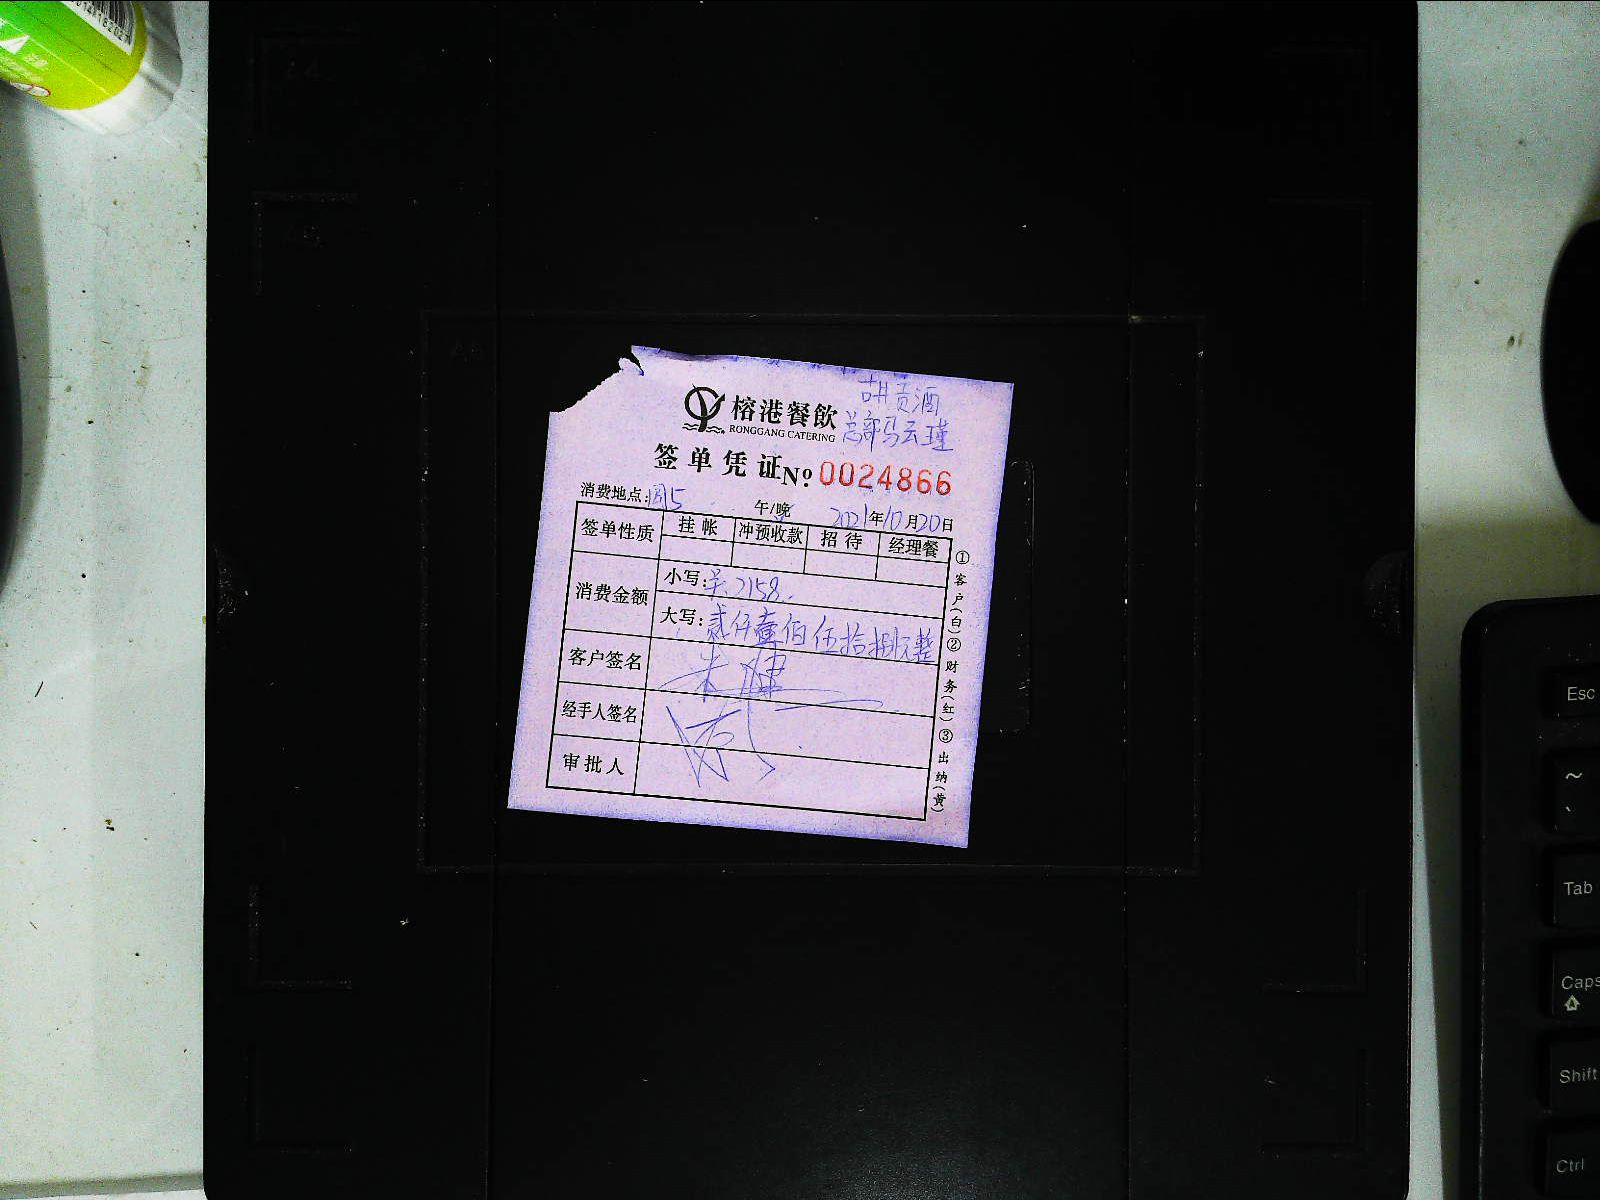 榕港餐飲
RONGGANG CATERING
总部马云瑾
签单凭证 No 0024866
消费地点:圆5 午/晚 2021年10月20日
签单性质 挂帐 冲预收款 招待 经理餐
消费金额 小写: 2158.
大写: 贰仟壹佰伍拾捌元整
客户签名
经手人签名
审批人
①客户(白)②财务(红)③出纳(黄)
Esc
~
`
Tab
Caps
Shift
Ctrl